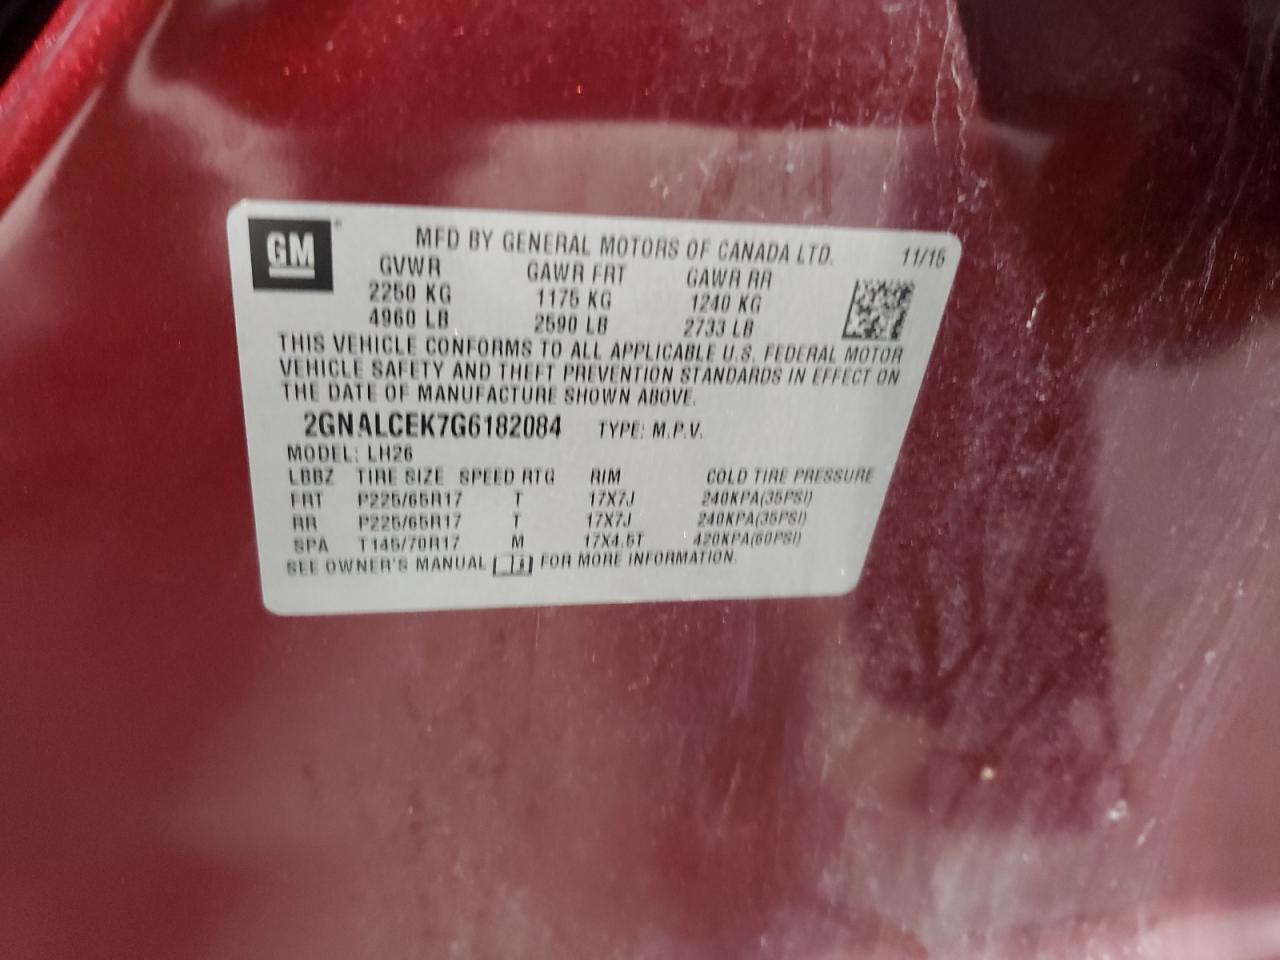 GM
MFD BY GENERAL MOTORS OF CANADA LTD. 11/15
GVWR GAWR FRT GAWR RR
2250 KG 1175 KG 1240 KG
4960 LB 2590 LB 2733 LB
THIS VEHICLE CONFORMS TO ALL APPLICABLE U.S. FEDERAL MOTOR
VEHICLE SAFETY AND THEFT PREVENTION STANDARDS IN EFFECT ON
THE DATE OF MANUFACTURE SHOWN ABOVE.
2GNALCEK7G6182084 TYPE: M.P.V.
MODEL: LH26
LBBZ TIRE SIZE SPEED RTG RIM COLD TIRE PRESSURE
FRT P225/65R17 T 17X7J 240KPA(35PSI)
RR P225/65R17 T 17X7J 240KPA(35PSI)
SPA T145/70R17 M 17X4.5T 420KPA(60PSI)
SEE OWNER'S MANUAL FOR MORE INFORMATION.